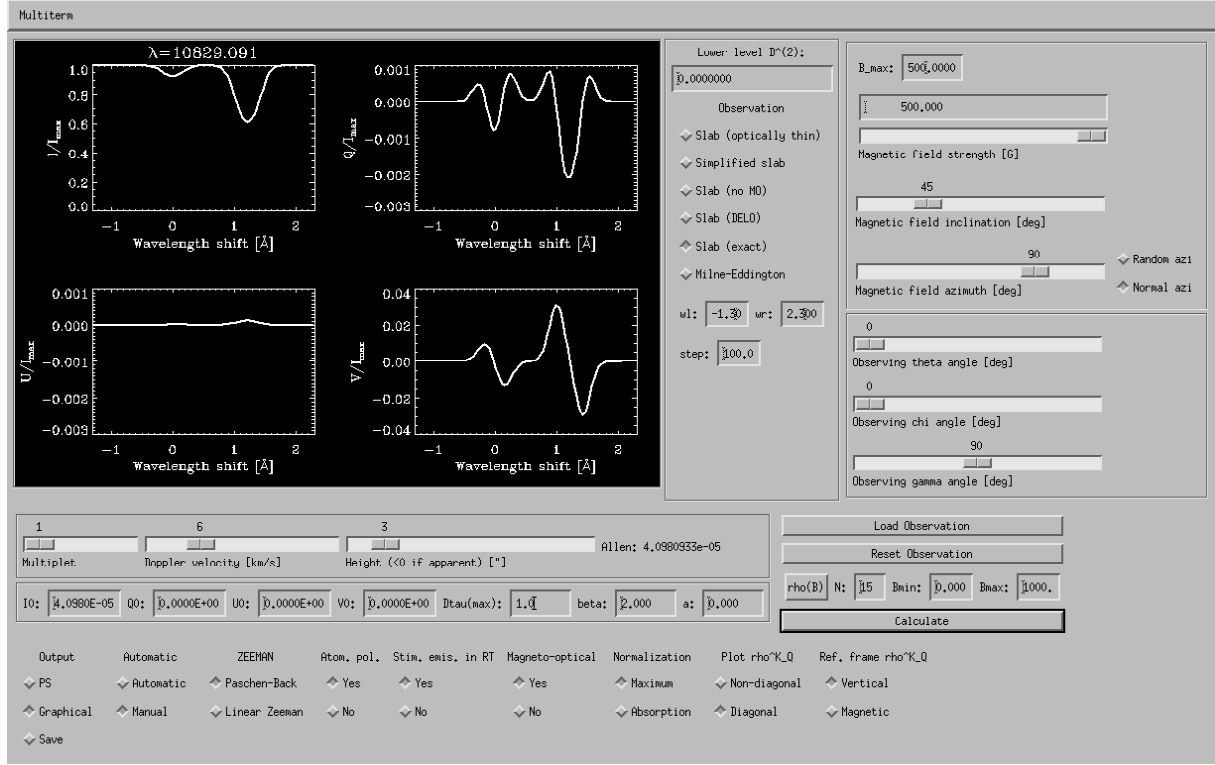 Multiterm
λ=10829.091
1.0
0.8
0.6
0.4
0.2
0.0
I/Imax
−1 0 1 2
Wavelength shift [Å]
0.001
0.000
−0.001
−0.002
−0.003
Q/Imax
−1 0 1 2
Wavelength shift [Å]
0.001
0.000
−0.001
−0.002
−0.003
U/Imax
−1 0 1 2
Wavelength shift [Å]
0.04
0.02
0.00
−0.02
−0.04
V/Imax
−1 0 1 2
Wavelength shift [Å]
Lower level D^(2):
0.0000000
Observation
Slab (optically thin)
Simplified slab
Slab (no MO)
Slab (DELO)
Slab (exact)
Milne-Eddington
wl: -1.30 wr: 2.300
step: 100.0
B_max: 500.0000
500.000
Magnetic field strength [G]
45
Magnetic field inclination [deg]
90
Magnetic field azimuth [deg]
Random azi
Normal azi
0
Observing theta angle [deg]
0
Observing chi angle [deg]
90
Observing gamma angle [deg]
1 6 3
Multiplet Doppler velocity [km/s] Height (<0 if apparent) ["] Allen: 4.0980933e-05
I0: 4.0980E-05 Q0: 0.0000E+00 U0: 0.0000E+00 V0: 0.0000E+00 Dtau(max): 1.0 beta: 2.000 a: 0.000
Load Observation
Reset Observation
rho(B) N: 15 Bmin: 0.000 Bmax: 1000.
Calculate
Output Automatic ZEEMAN Atom. pol. Stim. emis. in RT Magneto-optical Normalization Plot rho^K_Q Ref. frame rho^K_Q
PS Automatic Paschen-Back Yes Yes Yes Maximum Non-diagonal Vertical
Graphical Manual Linear Zeeman No No No Absorption Diagonal Magnetic
Save